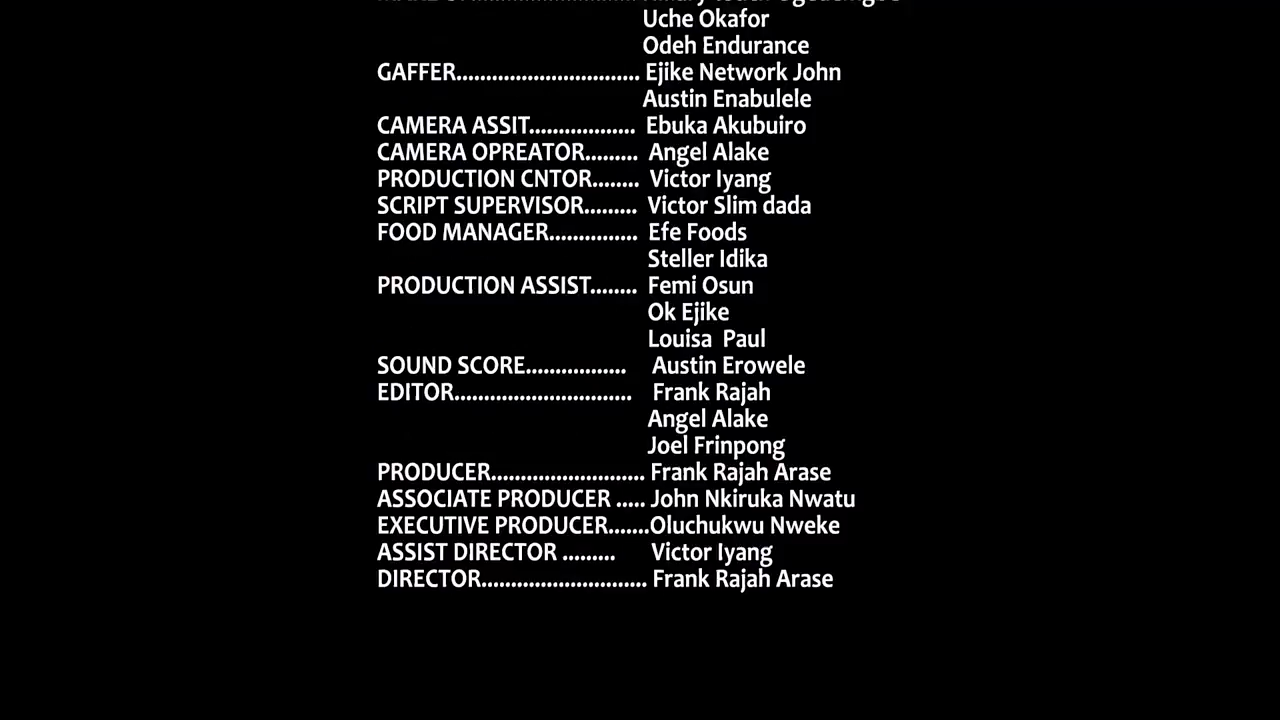 Uche Okafor
Odeh Endurance
GAFFER............................... Ejike Network John
Austin Enabulele
CAMERA ASSIT.................. Ebuka Akubuiro
CAMERA OPREATOR......... Angel Alake
PRODUCTION CNTOR........ Victor Iyang
SCRIPT SUPERVISOR......... Victor Slim dada
FOOD MANAGER............... Efe Foods
Steller Idika
PRODUCTION ASSIST........ Femi Osun
Ok Ejike
Louisa Paul
SOUND SCORE................. Austin Erowele
EDITOR.............................. Frank Rajah
Angel Alake
Joel Frinpong
PRODUCER.......................... Frank Rajah Arase
ASSOCIATE PRODUCER ..... John Nkiruka Nwatu
EXECUTIVE PRODUCER.......Oluchukwu Nweke
ASSIST DIRECTOR ......... Victor Iyang
DIRECTOR............................ Frank Rajah Arase